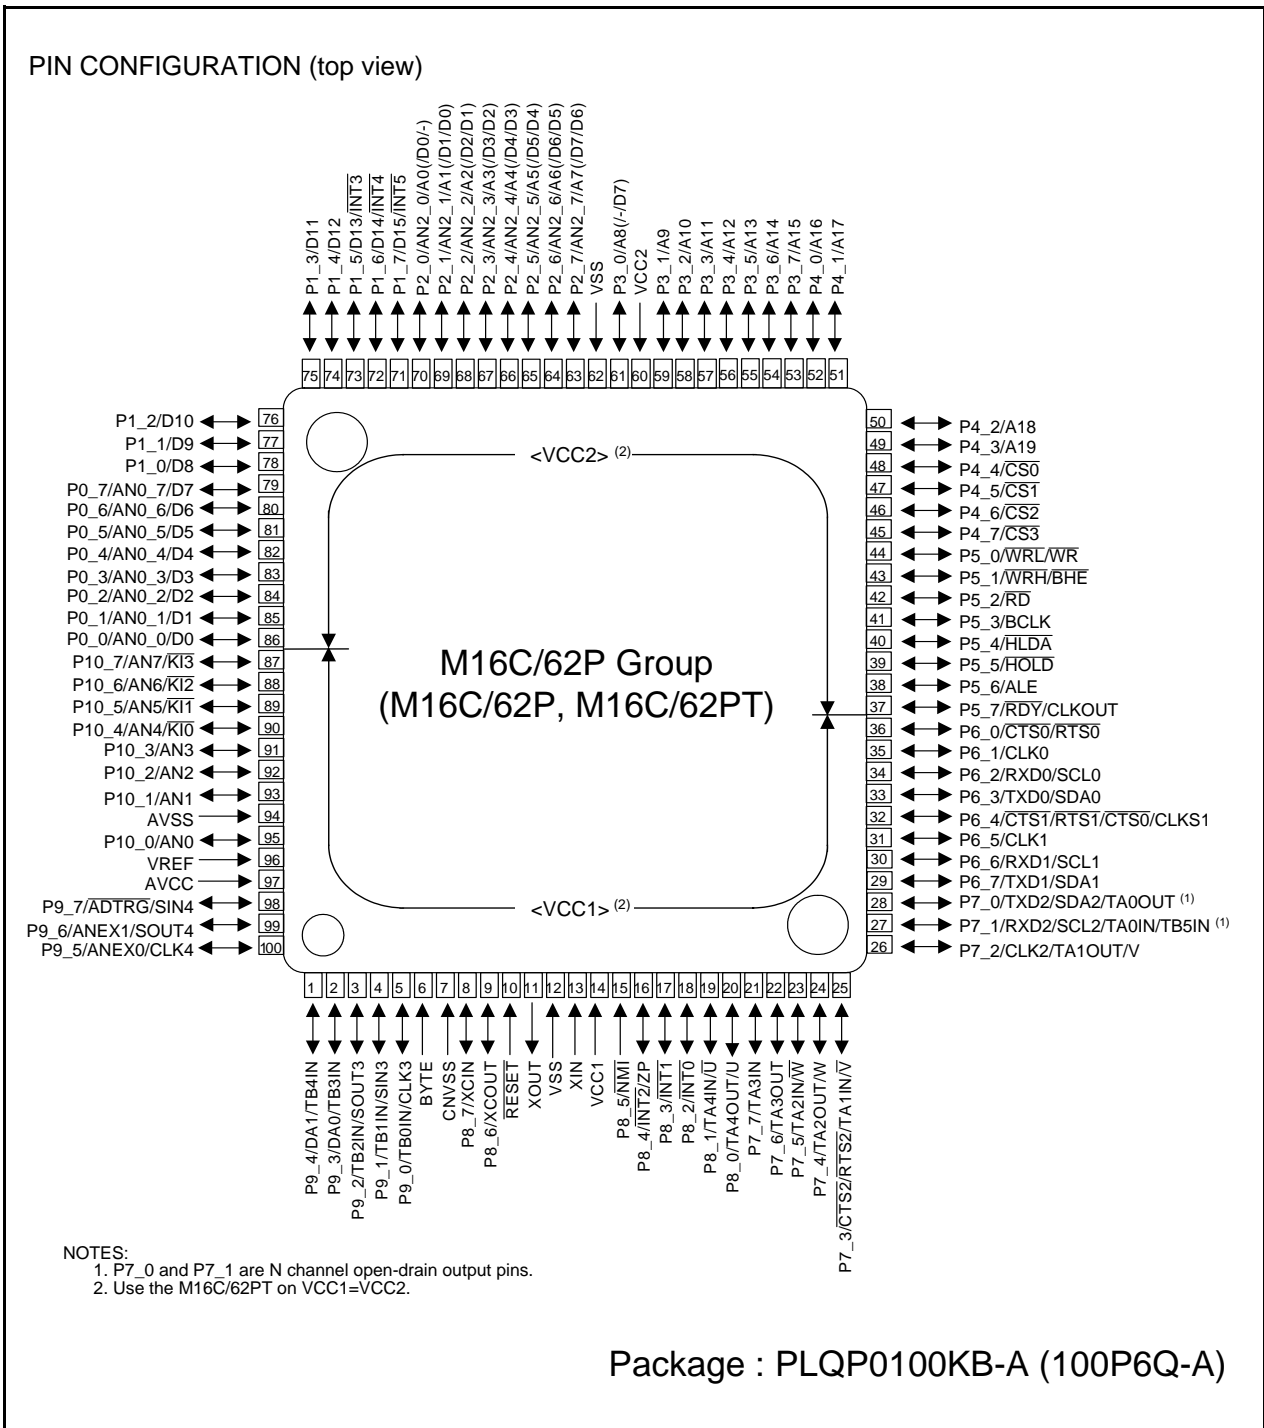 PIN CONFIGURATION (top view)
P1_3/D11
P1_4/D12
P1_5/D13/INT3
P1_6/D14/INT4
P1_7/D15/INT5
P2_0/AN2_0/A0(/D0/-)
P2_1/AN2_1/A1(/D1/D0)
P2_2/AN2_2/A2(/D2/D1)
P2_3/AN2_3/A3(/D3/D2)
P2_4/AN2_4/A4(/D4/D3)
P2_5/AN2_5/A5(/D5/D4)
P2_6/AN2_6/A6(/D6/D5)
P2_7/AN2_7/A7(/D7/D6)
VSS
P3_0/A8(/-/D7)
VCC2
P3_1/A9
P3_2/A10
P3_3/A11
P3_4/A12
P3_5/A13
P3_6/A14
P3_7/A15
P4_0/A16
P4_1/A17
75 74 73 72 71 70 69 68 67 66 65 64 63 62 61 60 59 58 57 56 55 54 53 52 51
P1_2/D10 76
P1_1/D9 77
P1_0/D8 78
P0_7/AN0_7/D7 79
P0_6/AN0_6/D6 80
P0_5/AN0_5/D5 81
P0_4/AN0_4/D4 82
P0_3/AN0_3/D3 83
P0_2/AN0_2/D2 84
P0_1/AN0_1/D1 85
P0_0/AN0_0/D0 86
P10_7/AN7/KI3 87
P10_6/AN6/KI2 88
P10_5/AN5/KI1 89
P10_4/AN4/KI0 90
P10_3/AN3 91
P10_2/AN2 92
P10_1/AN1 93
AVSS 94
P10_0/AN0 95
VREF 96
AVCC 97
P9_7/ADTRG/SIN4 98
P9_6/ANEX1/SOUT4 99
P9_5/ANEX0/CLK4 100
<VCC2> (2)
M16C/62P Group
(M16C/62P, M16C/62PT)
<VCC1> (2)
50 P4_2/A18
49 P4_3/A19
48 P4_4/CS0
47 P4_5/CS1
46 P4_6/CS2
45 P4_7/CS3
44 P5_0/WRL/WR
43 P5_1/WRH/BHE
42 P5_2/RD
41 P5_3/BCLK
40 P5_4/HLDA
39 P5_5/HOLD
38 P5_6/ALE
37 P5_7/RDY/CLKOUT
36 P6_0/CTS0/RTS0
35 P6_1/CLK0
34 P6_2/RXD0/SCL0
33 P6_3/TXD0/SDA0
32 P6_4/CTS1/RTS1/CTS0/CLKS1
31 P6_5/CLK1
30 P6_6/RXD1/SCL1
29 P6_7/TXD1/SDA1
28 P7_0/TXD2/SDA2/TA0OUT (1)
27 P7_1/RXD2/SCL2/TA0IN/TB5IN (1)
26 P7_2/CLK2/TA1OUT/V
1 2 3 4 5 6 7 8 9 10 11 12 13 14 15 16 17 18 19 20 21 22 23 24 25
P9_4/DA1/TB4IN
P9_3/DA0/TB3IN
P9_2/TB2IN/SOUT3
P9_1/TB1IN/SIN3
P9_0/TB0IN/CLK3
BYTE
CNVSS
P8_7/XCIN
P8_6/XCOUT
RESET
XOUT
VSS
XIN
VCC1
P8_5/NMI
P8_4/INT2/ZP
P8_3/INT1
P8_2/INT0
P8_1/TA4IN/U
P8_0/TA4OUT/U
P7_7/TA3IN
P7_6/TA3OUT
P7_5/TA2IN/W
P7_4/TA2OUT/W
P7_3/CTS2/RTS2/TA1IN/V
NOTES:
1. P7_0 and P7_1 are N channel open-drain output pins.
2. Use the M16C/62PT on VCC1=VCC2.
Package : PLQP0100KB-A (100P6Q-A)